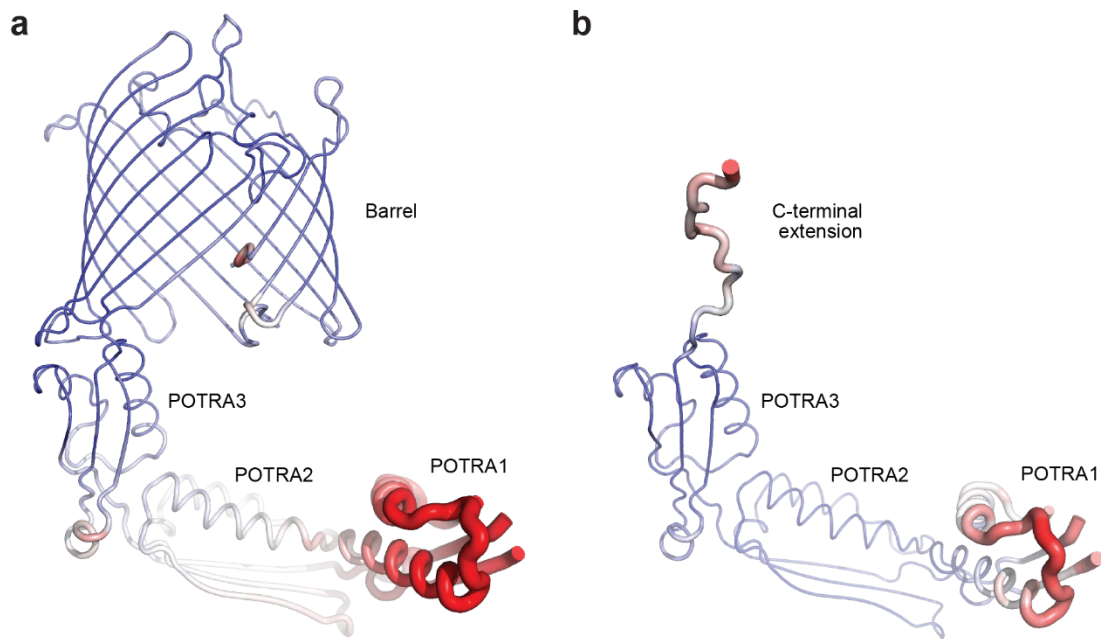 a
Barrel
POTRA3
POTRA2
POTRA1
b
C-terminal
extension
POTRA3
POTRA2
POTRA1